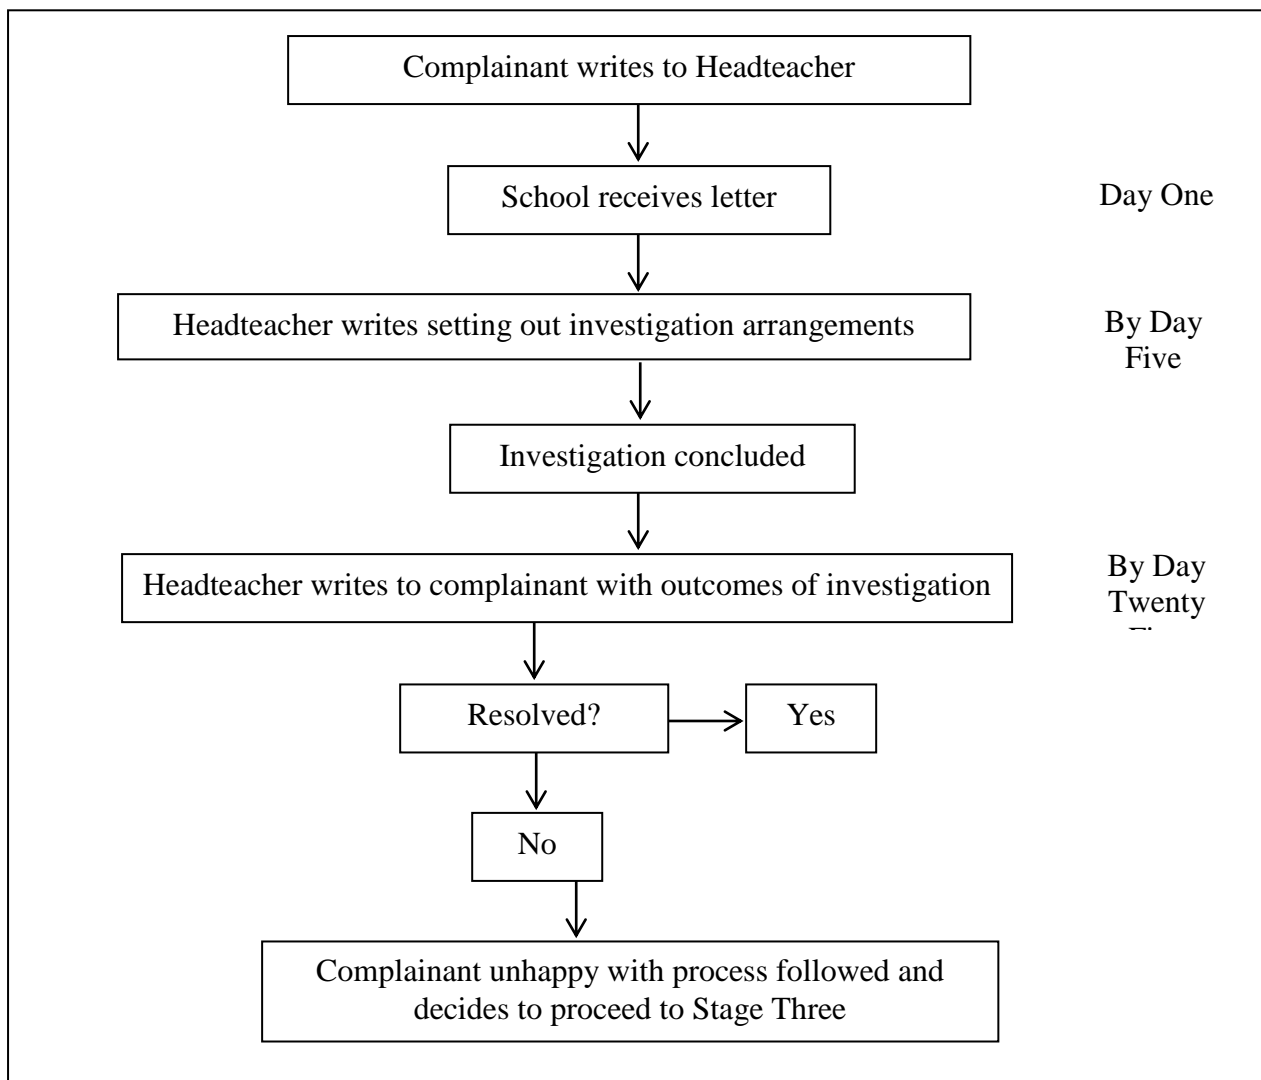 Complainant writes to Headteacher
School receives letter
Day One
Headteacher writes setting out investigation arrangements
By Day
Five
Investigation concluded
Headteacher writes to complainant with outcomes of investigation
By Day
Twenty
Resolved?
Yes
No
Complainant unhappy with process followed and
decides to proceed to Stage Three